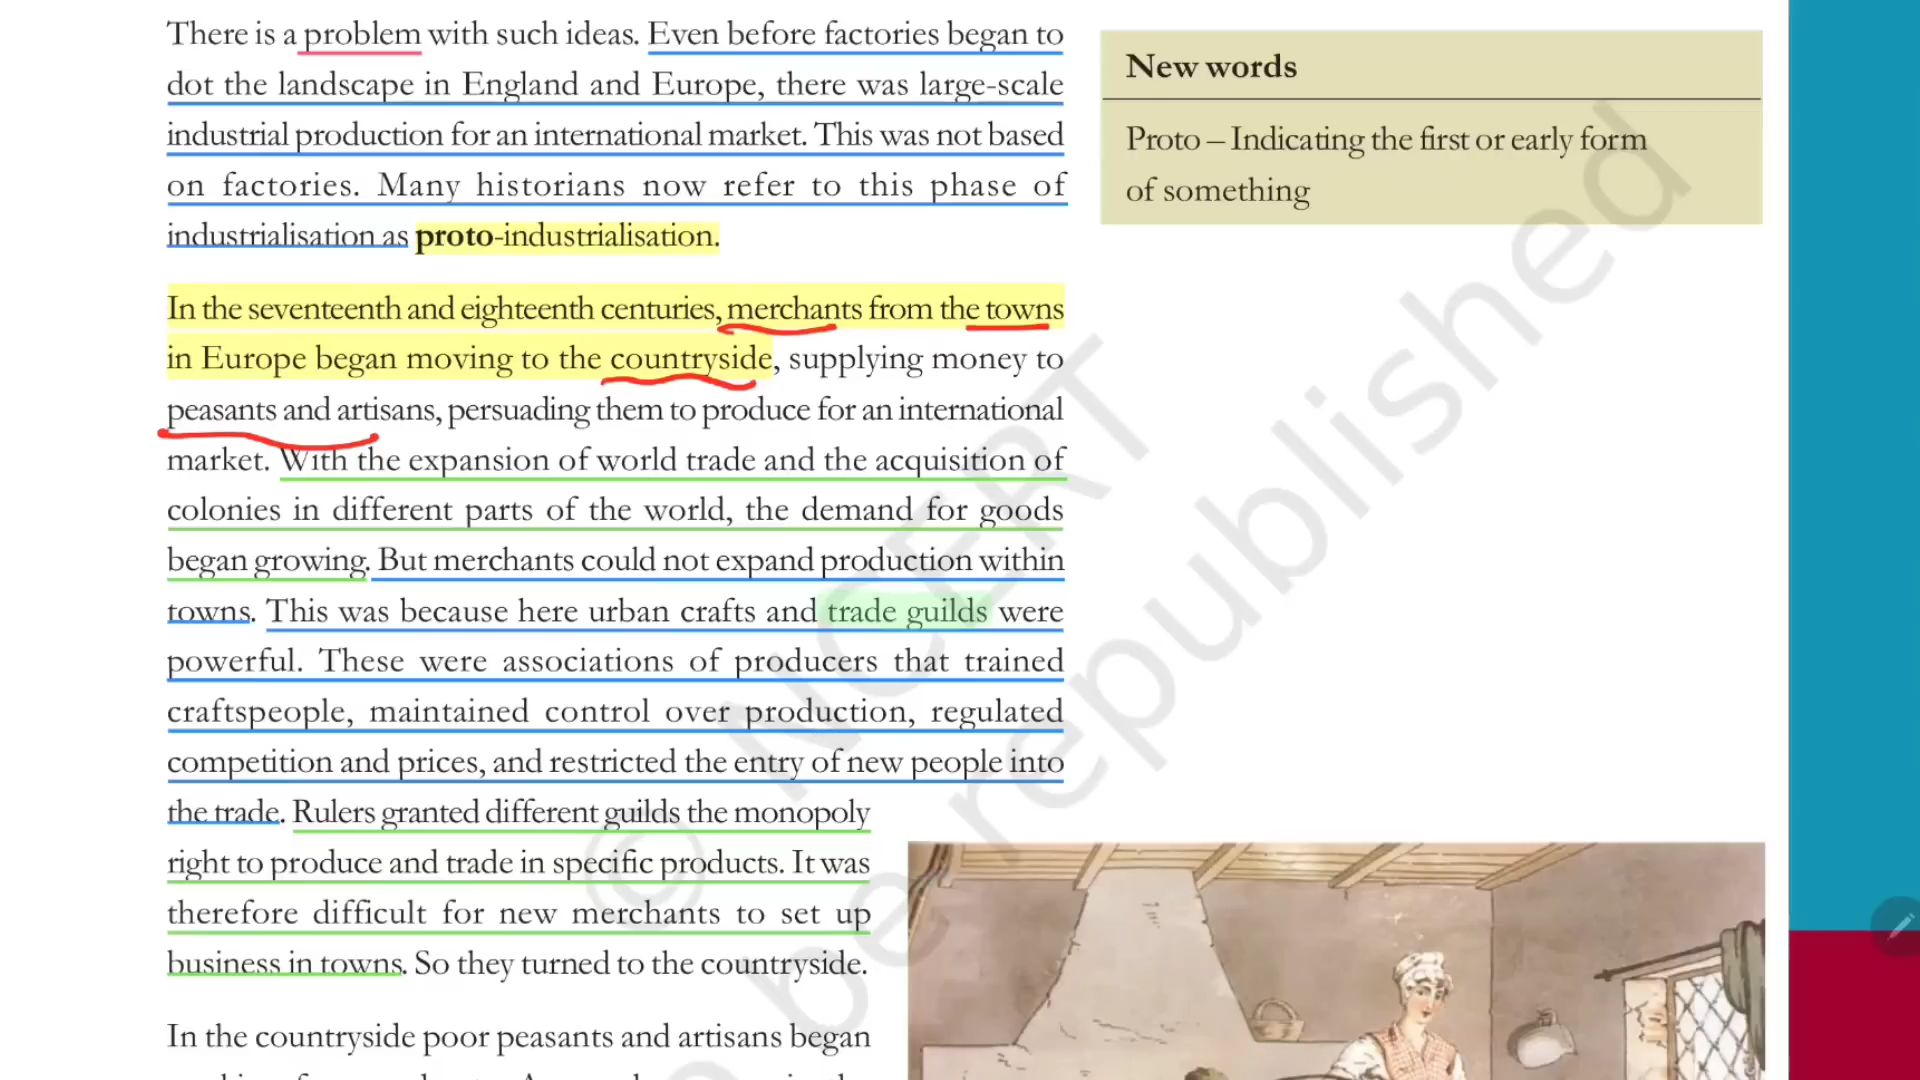 There is a problem with such ideas. Even before factories began to
dot the landscape in England and Europe, there was large-scale
industrial production for an international market. This was not based
on factories. Many historians now refer to this phase of
industrialisation as proto-industrialisation.
In the seventeenth and eighteenth centuries, merchants from the towns
in Europe began moving to the countryside, supplying money to
peasants and artisans, persuading them to produce for an international
market. With the expansion of world trade and the acquisition of
colonies in different parts of the world, the demand for goods
began growing. But merchants could not expand production within
towns. This was because here urban crafts and trade guilds were
powerful. These were associations of producers that trained
craftspeople, maintained control over production, regulated
competition and prices, and restricted the entry of new people into
the trade. Rulers granted different guilds the monopoly
right to produce and trade in specific products. It was
therefore difficult for new merchants to set up
business in towns. So they turned to the countryside.
In the countryside poor peasants and artisans began
New words
Proto – Indicating the first or early form
of something
© NCERT
be republished